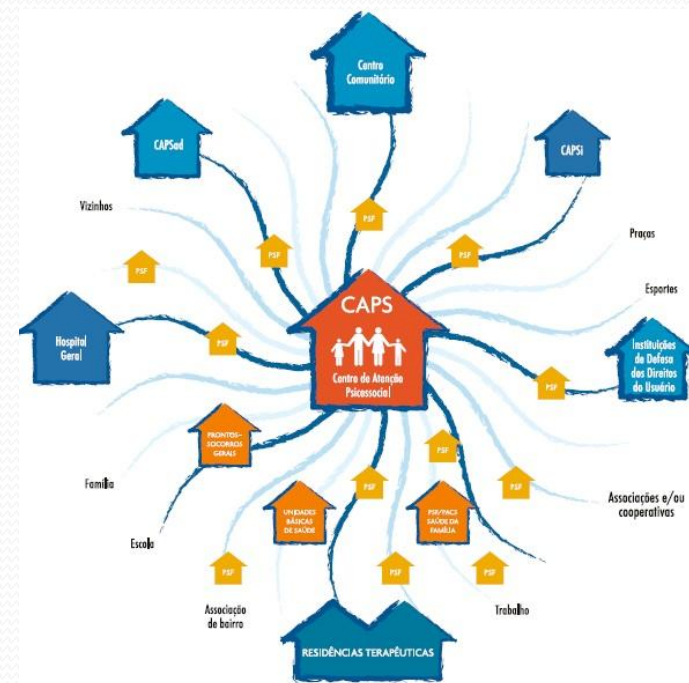 Centro
Comunitário
CAPSad
CAPSi
Vizinhos
PSF
PSF
PSF
Praças
PSF
Esportes
CAPS
Centro de Atenção
Psicossocial
Hospital
Geral
PSF
Instituições
de Defesa
dos Direitos
do Usuário
PSF
PRONTOS-
SOCORROS
GERAIS
PSF
Família
PSF
PSF
Associações e/ou
cooperativas
UNIDADES
BÁSICAS
DE SAÚDE
PSF/PACS
SAÚDE DA
FAMÍLIA
Escola
PSF
PSF
PSF
Associação
de bairro
Trabalho
RESIDÊNCIAS TERAPÊUTICAS